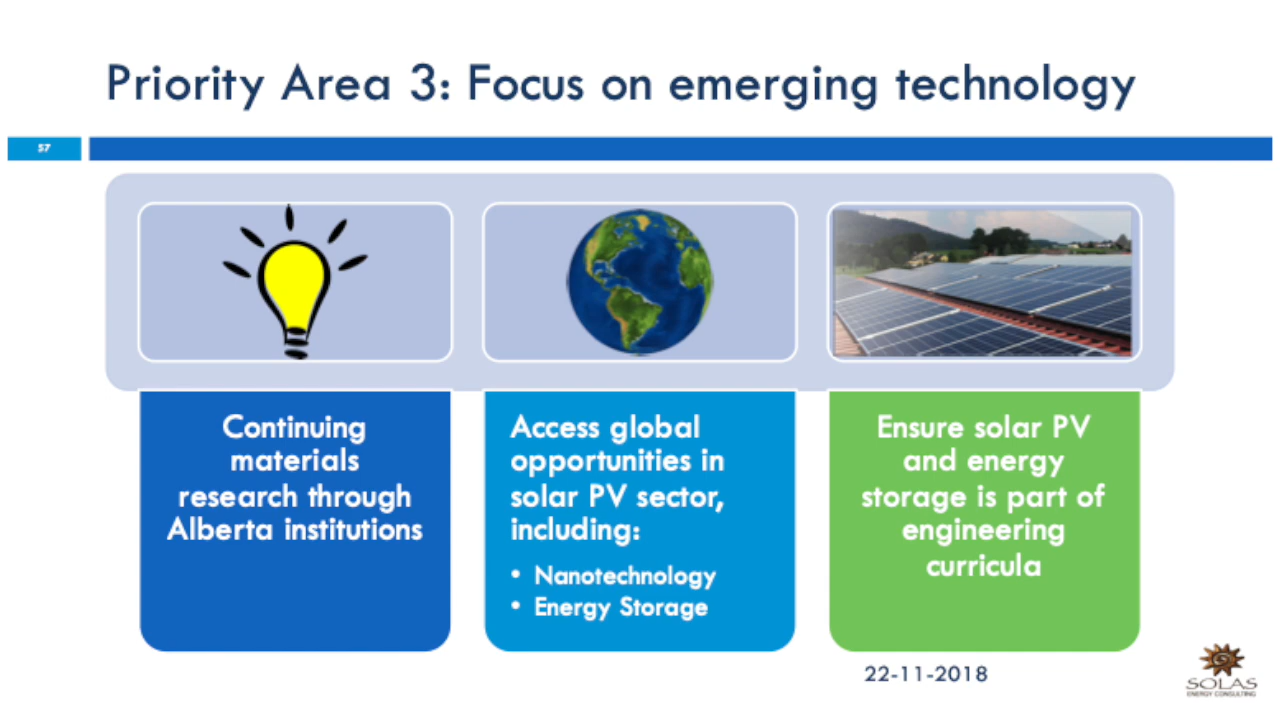 Priority Area 3: Focus on emerging technology
57
Continuing
materials
research through
Alberta institutions
Access global
opportunities in
solar PV sector,
including:
• Nanotechnology
• Energy Storage
Ensure solar PV
and energy
storage is part of
engineering
curricula
22-11-2018
SOLAS
ENERGY CONSULTING